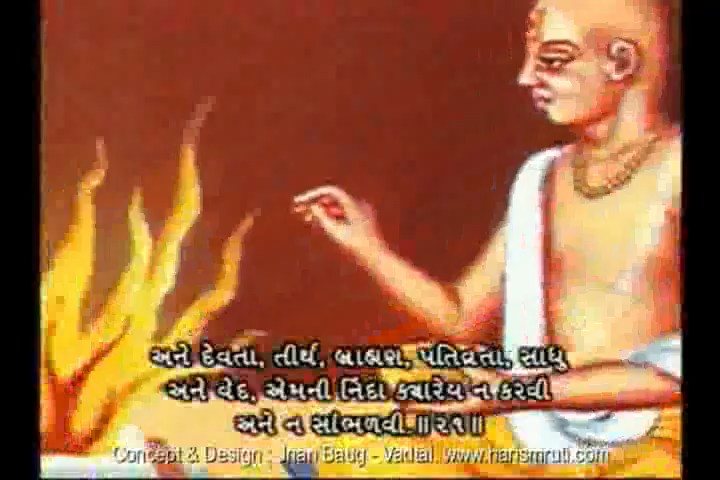 અને દેવતા, તીર્થ, બ્રાહ્મણ, પતિવ્રતા, સાધુ
અને વેદ, એમની નિંદા ક્યારેય ન કરવી
અને ન સાંભળવી.॥૨૧॥
Concept & Design : Jnan Baug - Vadtal. www.harismruti.com